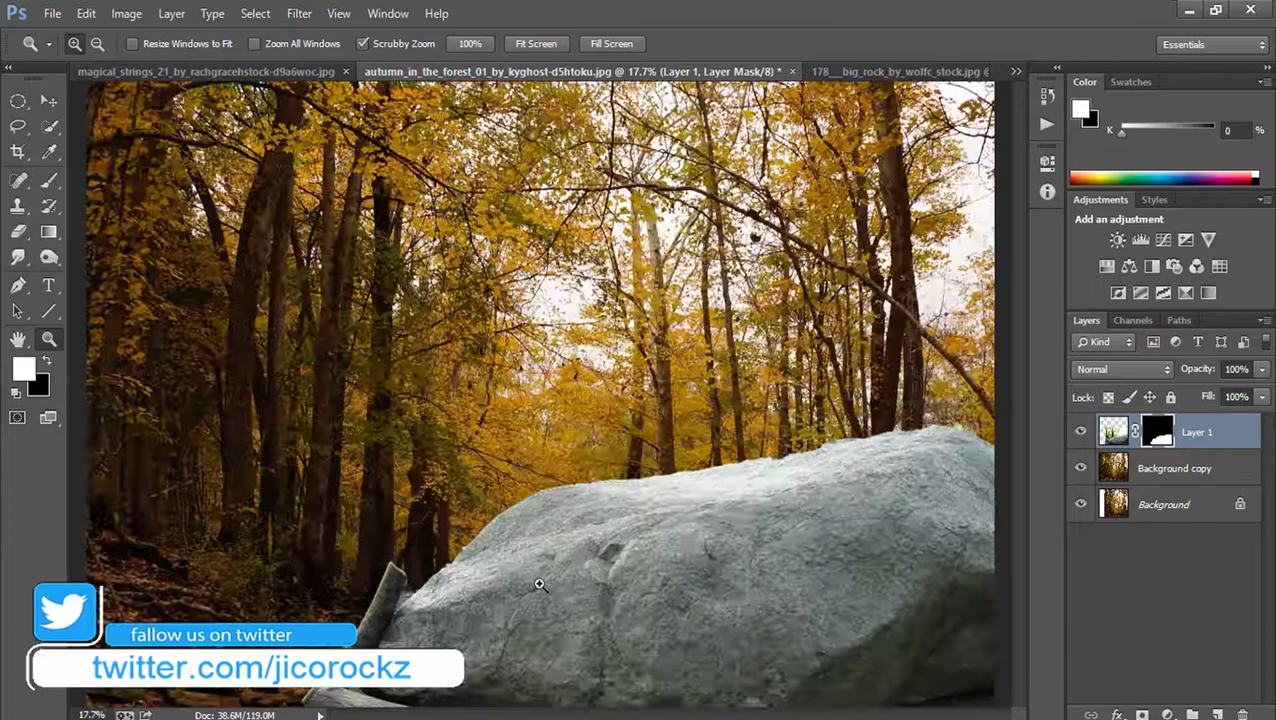 Ps File Edit Image Layer Type Select Filter View Window Help
Resize Windows to Fit Zoom All Windows Scrubby Zoom 100% Fit Screen Fill Screen Essentials
magical_strings_21_by_rachgracehstock-d9a6woc.jpg × autumn_in_the_forest_01_by_kyghost-d5htoku.jpg @ 17.7% (Layer 1, Layer Mask/8) * × 178___big_rock_by_wolfc_stock.jpg @
Color Swatches
K 0 %
Adjustments Styles
Add an adjustment
Layers Channels Paths
Kind
Normal Opacity: 100%
Lock: Fill: 100%
Layer 1
Background copy
Background
fallow us on twitter
twitter.com/jicorockz
17.7% Doc: 38.6M/119.0M